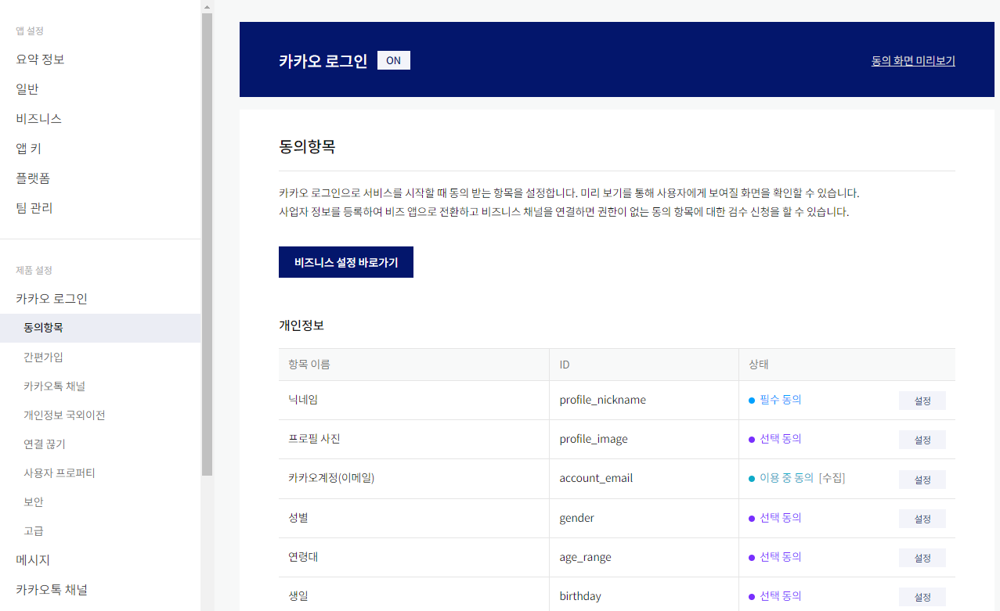 앱 설정
요약 정보
일반
비즈니스
앱 키
플랫폼
팀 관리
제품 설정
카카오 로그인
동의항목
간편가입
카카오톡 채널
개인정보 국외이전
연결 끊기
사용자 프로퍼티
보안
고급
메시지
카카오톡 채널
카카오 로그인 ON 동의 화면 미리보기
동의항목
카카오 로그인으로 서비스를 시작할 때 동의 받는 항목을 설정합니다. 미리 보기를 통해 사용자에게 보여질 화면을 확인할 수 있습니다.
사업자 정보를 등록하여 비즈 앱으로 전환하고 비즈니스 채널을 연결하면 권한이 없는 동의 항목에 대한 검수 신청을 할 수 있습니다.
비즈니스 설정 바로가기
개인정보
항목 이름 ID 상태
닉네임 profile_nickname 필수 동의 설정
프로필 사진 profile_image 선택 동의 설정
카카오계정(이메일) account_email 이용 중 동의 [수집] 설정
성별 gender 선택 동의 설정
연령대 age_range 선택 동의 설정
생일 birthday 선택 동의 설정